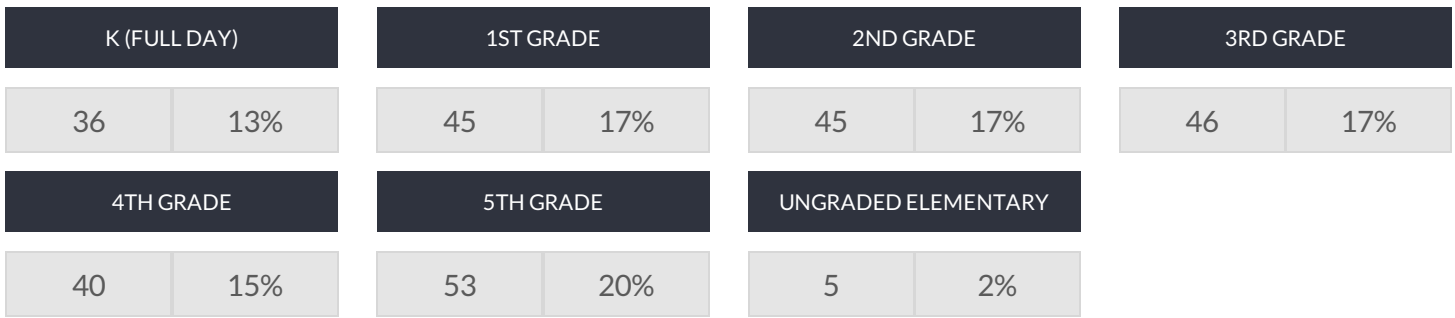 K (FULL DAY) 1ST GRADE 2ND GRADE 3RD GRADE
36 13% 45 17% 45 17% 46 17%
4TH GRADE 5TH GRADE UNGRADED ELEMENTARY
40 15% 53 20% 5 2%